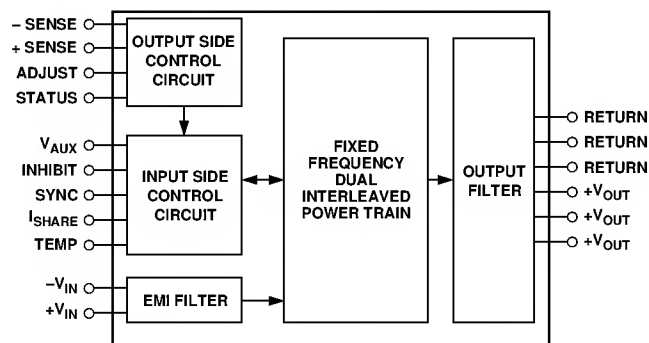 – SENSE
+ SENSE
ADJUST
STATUS
OUTPUT SIDE
CONTROL
CIRCUIT
VAUX
INHIBIT
SYNC
ISHARE
TEMP
INPUT SIDE
CONTROL
CIRCUIT
–VIN
+VIN
EMI FILTER
FIXED
FREQUENCY
DUAL
INTERLEAVED
POWER TRAIN
OUTPUT
FILTER
RETURN
RETURN
RETURN
+VOUT
+VOUT
+VOUT